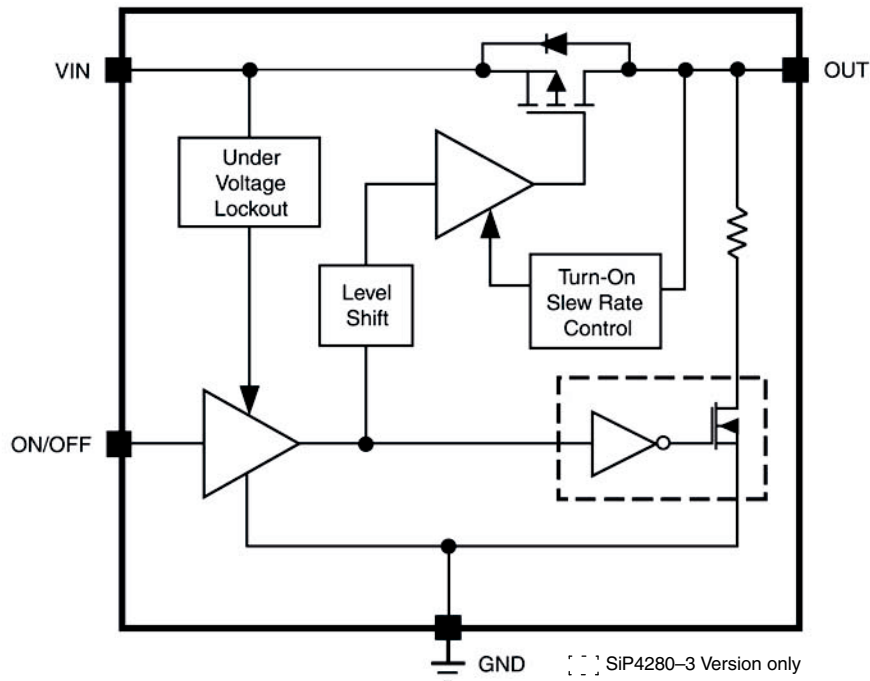 VIN
OUT
Under
Voltage
Lockout
Level
Shift
Turn-On
Slew Rate
Control
ON/OFF
GND
SiP4280–3 Version only